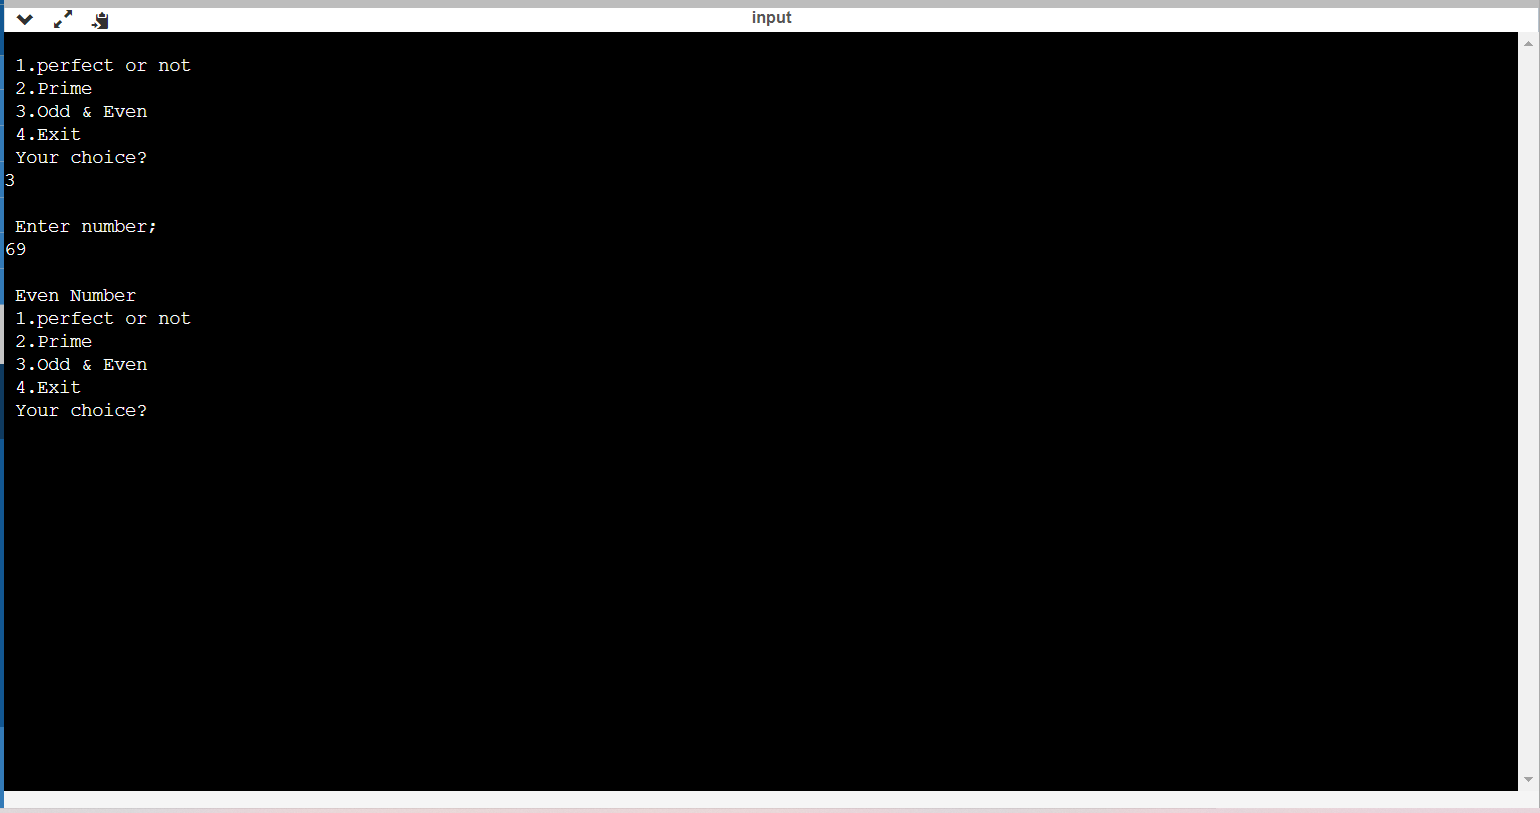 input
1.perfect or not
2.Prime
3.Odd & Even
4.Exit
Your choice?
3
Enter number;
69
Even Number
1.perfect or not
2.Prime
3.Odd & Even
4.Exit
Your choice?